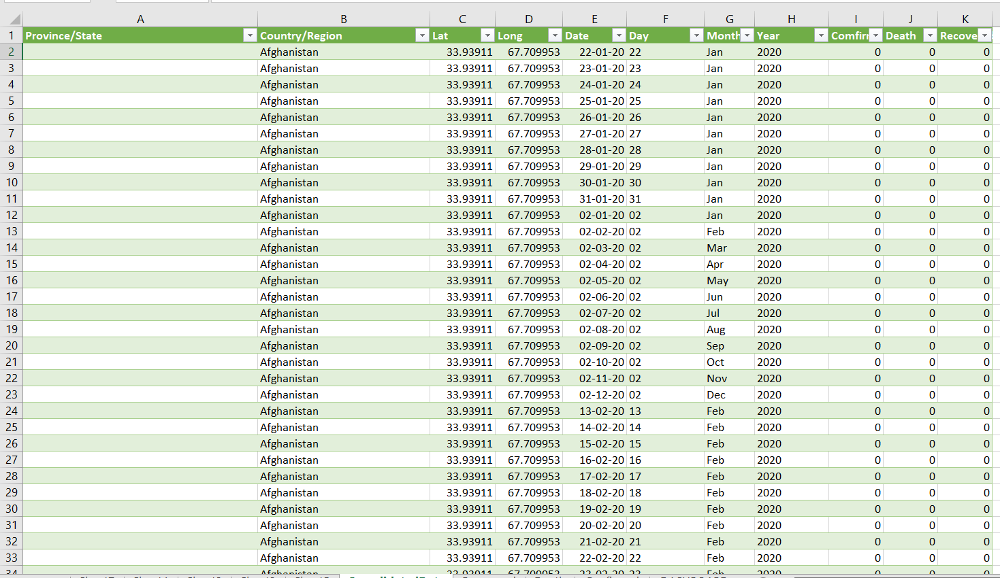 A B C D E F G H I J K
1 Province/State Country/Region Lat Long Date Day Month Year Comfir Death Recove
2 Afghanistan 33.93911 67.709953 22-01-20 22 Jan 2020 0 0 0
3 Afghanistan 33.93911 67.709953 23-01-20 23 Jan 2020 0 0 0
4 Afghanistan 33.93911 67.709953 24-01-20 24 Jan 2020 0 0 0
5 Afghanistan 33.93911 67.709953 25-01-20 25 Jan 2020 0 0 0
6 Afghanistan 33.93911 67.709953 26-01-20 26 Jan 2020 0 0 0
7 Afghanistan 33.93911 67.709953 27-01-20 27 Jan 2020 0 0 0
8 Afghanistan 33.93911 67.709953 28-01-20 28 Jan 2020 0 0 0
9 Afghanistan 33.93911 67.709953 29-01-20 29 Jan 2020 0 0 0
10 Afghanistan 33.93911 67.709953 30-01-20 30 Jan 2020 0 0 0
11 Afghanistan 33.93911 67.709953 31-01-20 31 Jan 2020 0 0 0
12 Afghanistan 33.93911 67.709953 02-01-20 02 Jan 2020 0 0 0
13 Afghanistan 33.93911 67.709953 02-02-20 02 Feb 2020 0 0 0
14 Afghanistan 33.93911 67.709953 02-03-20 02 Mar 2020 0 0 0
15 Afghanistan 33.93911 67.709953 02-04-20 02 Apr 2020 0 0 0
16 Afghanistan 33.93911 67.709953 02-05-20 02 May 2020 0 0 0
17 Afghanistan 33.93911 67.709953 02-06-20 02 Jun 2020 0 0 0
18 Afghanistan 33.93911 67.709953 02-07-20 02 Jul 2020 0 0 0
19 Afghanistan 33.93911 67.709953 02-08-20 02 Aug 2020 0 0 0
20 Afghanistan 33.93911 67.709953 02-09-20 02 Sep 2020 0 0 0
21 Afghanistan 33.93911 67.709953 02-10-20 02 Oct 2020 0 0 0
22 Afghanistan 33.93911 67.709953 02-11-20 02 Nov 2020 0 0 0
23 Afghanistan 33.93911 67.709953 02-12-20 02 Dec 2020 0 0 0
24 Afghanistan 33.93911 67.709953 13-02-20 13 Feb 2020 0 0 0
25 Afghanistan 33.93911 67.709953 14-02-20 14 Feb 2020 0 0 0
26 Afghanistan 33.93911 67.709953 15-02-20 15 Feb 2020 0 0 0
27 Afghanistan 33.93911 67.709953 16-02-20 16 Feb 2020 0 0 0
28 Afghanistan 33.93911 67.709953 17-02-20 17 Feb 2020 0 0 0
29 Afghanistan 33.93911 67.709953 18-02-20 18 Feb 2020 0 0 0
30 Afghanistan 33.93911 67.709953 19-02-20 19 Feb 2020 0 0 0
31 Afghanistan 33.93911 67.709953 20-02-20 20 Feb 2020 0 0 0
32 Afghanistan 33.93911 67.709953 21-02-20 21 Feb 2020 0 0 0
33 Afghanistan 33.93911 67.709953 22-02-20 22 Feb 2020 0 0 0
34 Afghanistan 33.93911 67.709953 23-02-20 23 Feb 2020 0 0 0